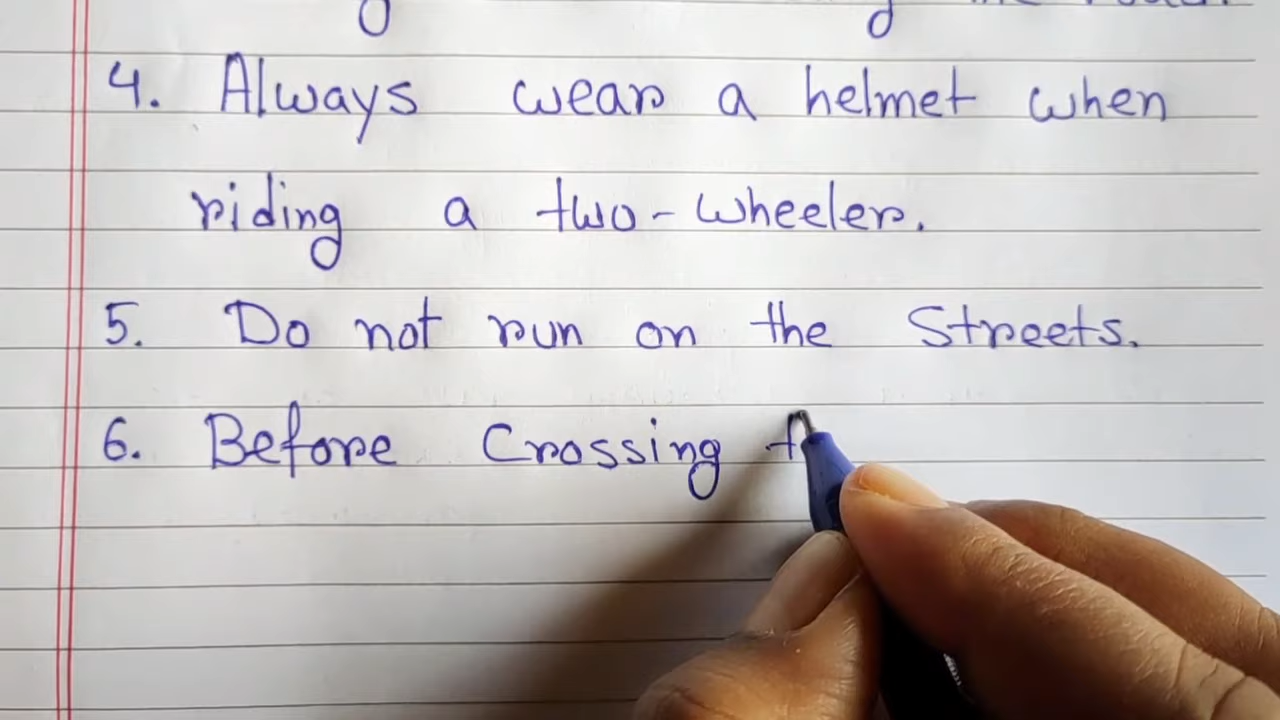 4. Always wear a helmet when
riding a two-wheeler.
5. Do not run on the Streets.
6. Before Crossing